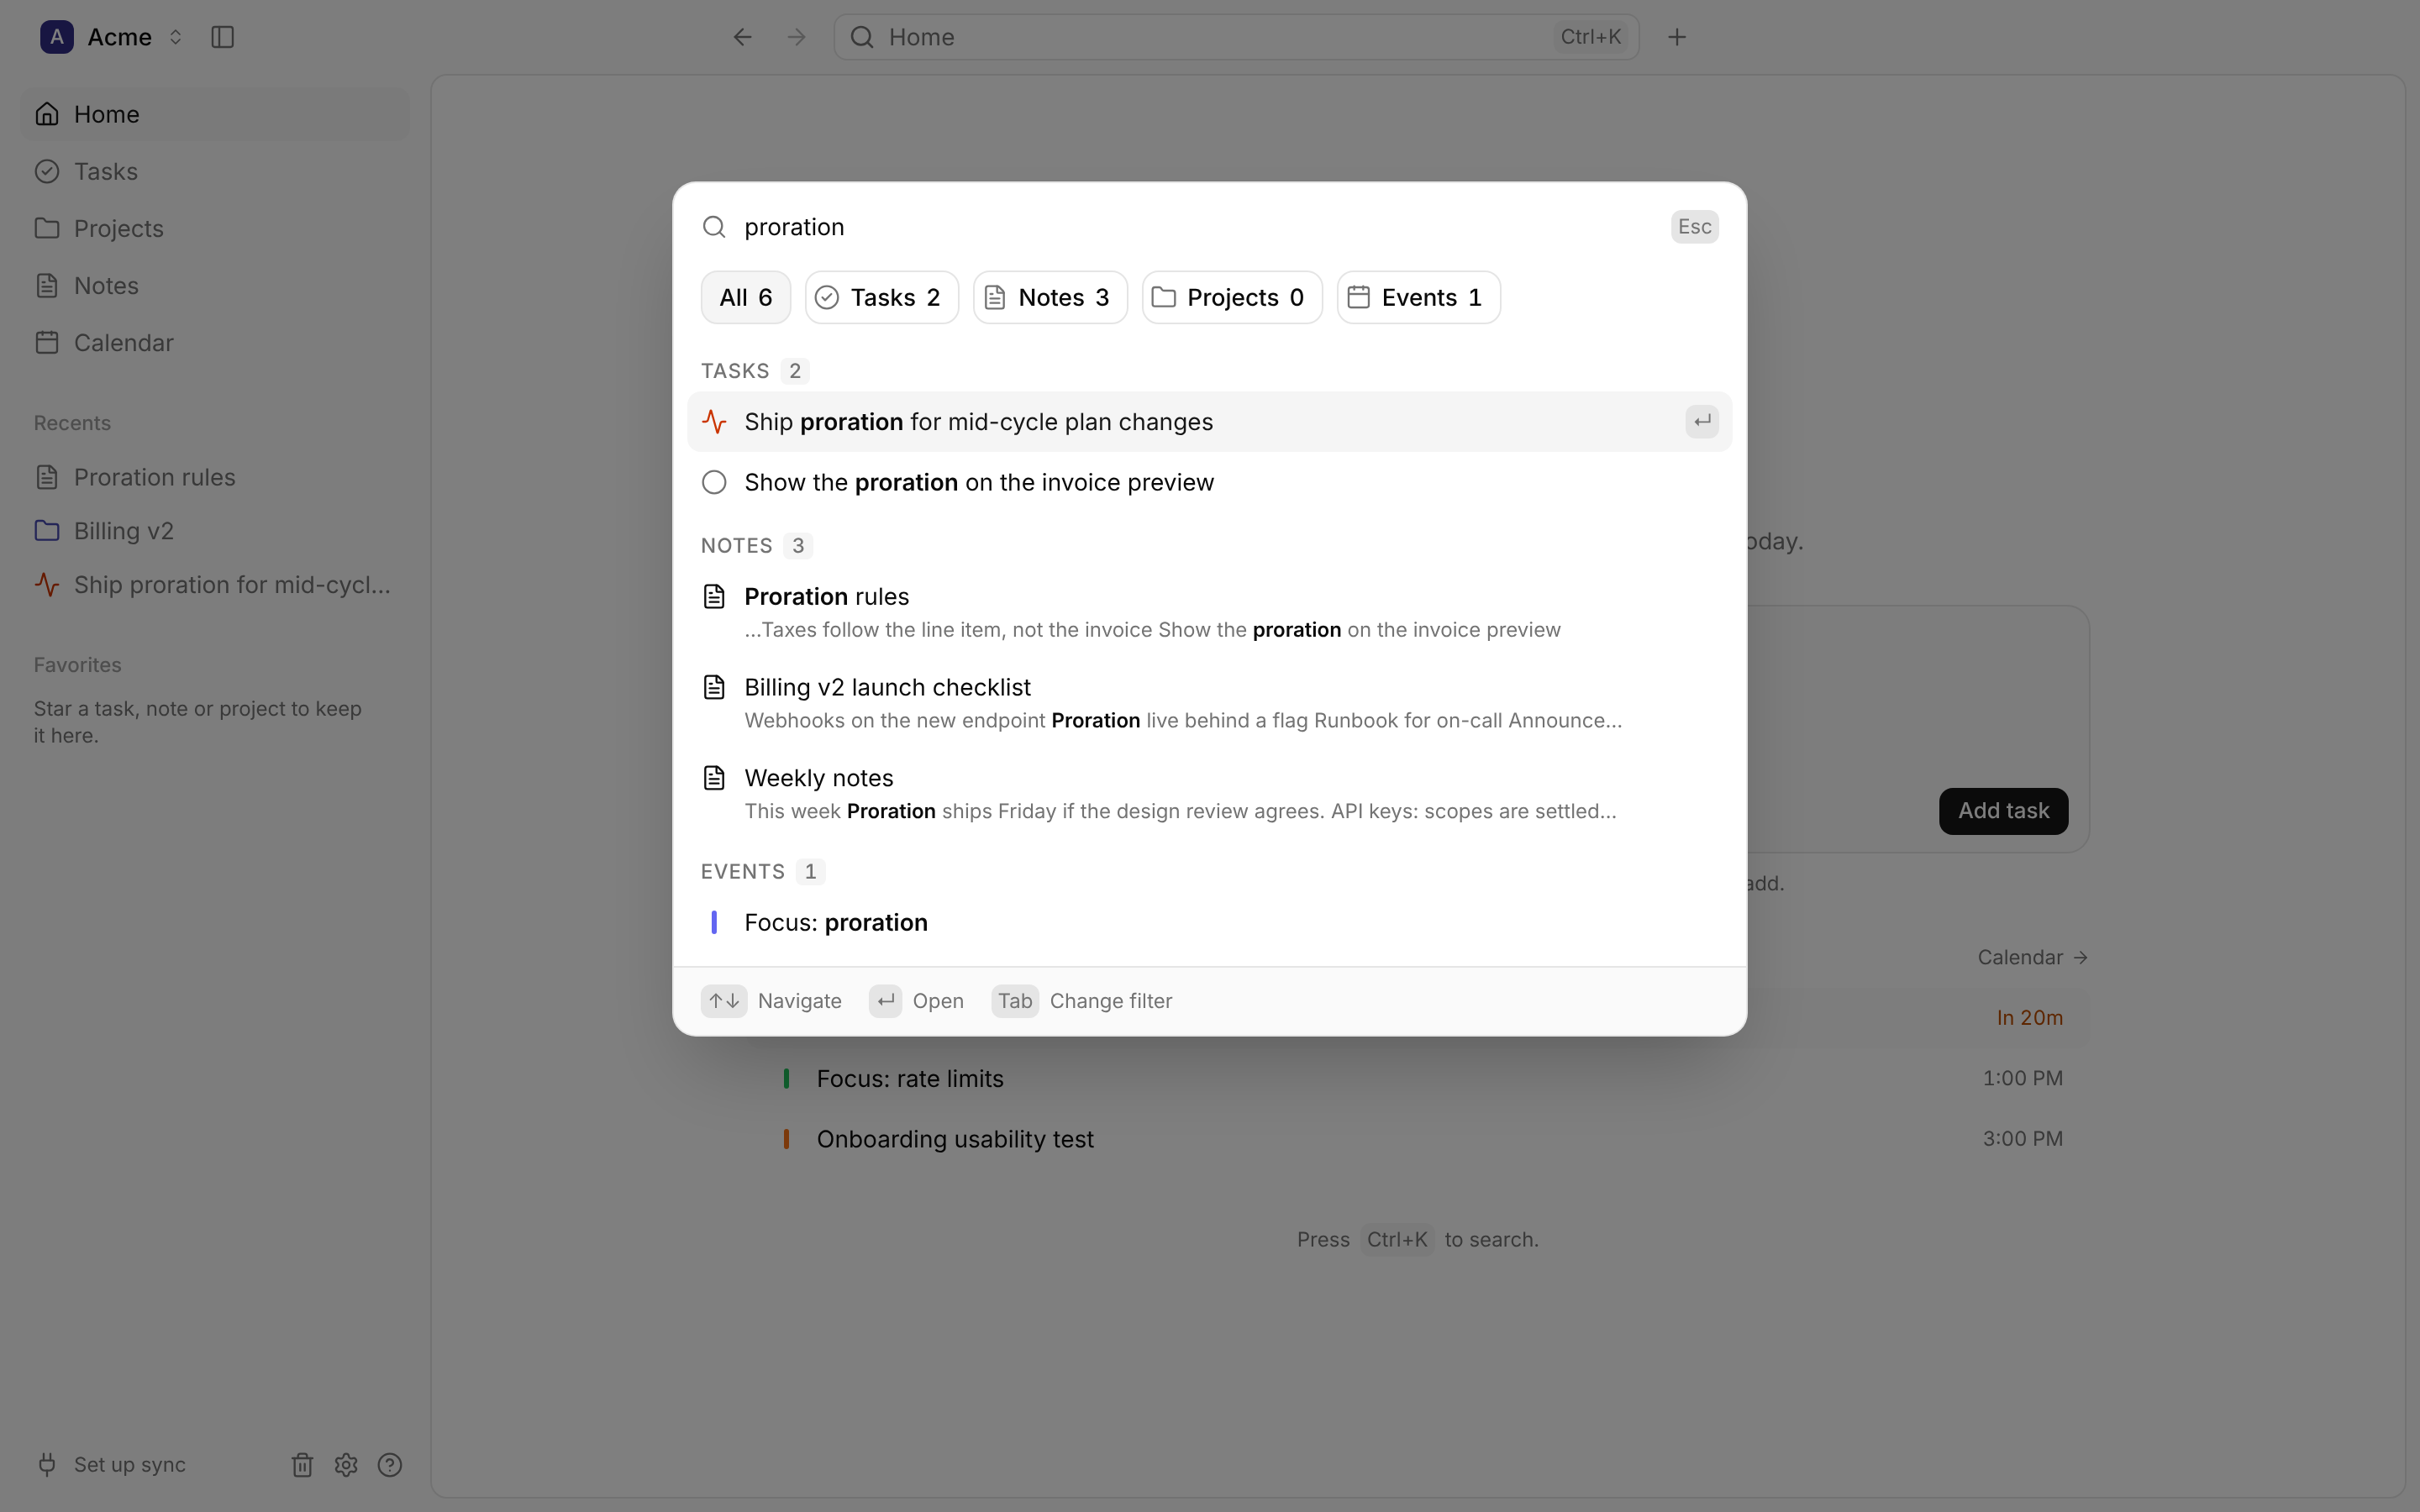 A Acme
Home Ctrl+K
Home
Tasks
Projects
Notes
Calendar
Recents
Proration rules
Billing v2
Ship proration for mid-cycl...
Favorites
Star a task, note or project to keep
it here.
Set up sync
proration Esc
All 6 Tasks 2 Notes 3 Projects 0 Events 1
TASKS 2
Ship proration for mid-cycle plan changes
Show the proration on the invoice preview
NOTES 3
Proration rules
...Taxes follow the line item, not the invoice Show the proration on the invoice preview
Billing v2 launch checklist
Webhooks on the new endpoint Proration live behind a flag Runbook for on-call Announce...
Weekly notes
This week Proration ships Friday if the design review agrees. API keys: scopes are settled...
EVENTS 1
Focus: proration
↑↓ Navigate ↵ Open Tab Change filter
oday.
Add task
add.
Calendar →
In 20m
Focus: rate limits 1:00 PM
Onboarding usability test 3:00 PM
Press Ctrl+K to search.